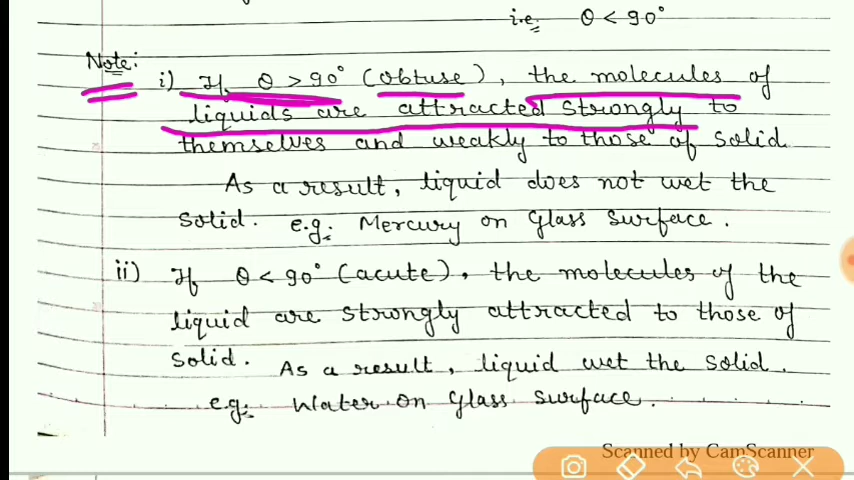 i.e. θ < 90°
Note:
i) If θ > 90° (obtuse), the molecules of
liquids are attracted strongly to
themselves and weakly to those of solid
As a result, liquid does not wet the
solid. e.g: Mercury on Glass surface.
ii) If θ < 90° (acute), the molecules of the
liquid are strongly attracted to those of
solid. As a result, liquid wet the solid.
e.g: Water on Glass surface.
Scanned by CamScanner